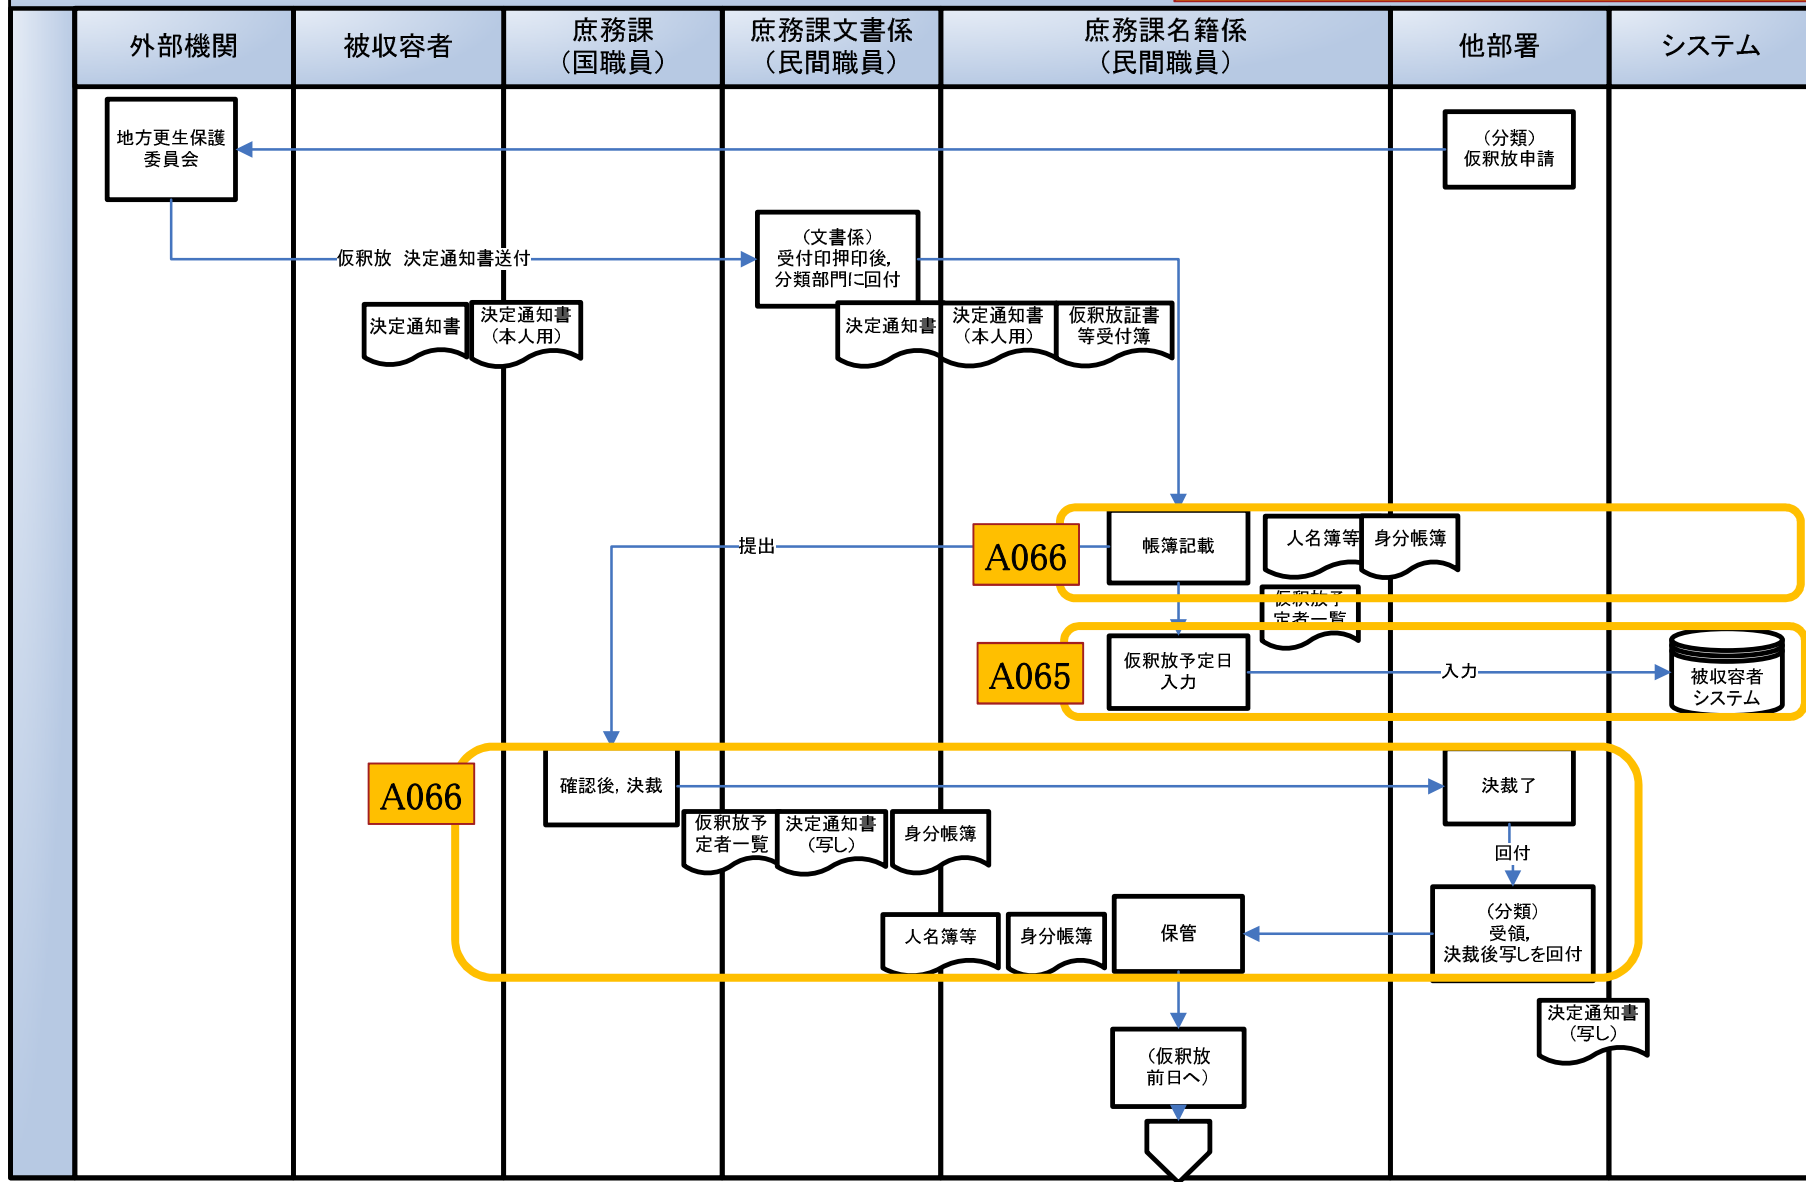 外部機関
被収容者
庶務課
（国職員）
庶務課文書係
（民間職員）
庶務課名籍係
（民間職員）
他部署
システム
地方更生保護
委員会
（分類）
仮釈放申請
仮釈放　決定通知書送付
（文書係）
受付印押印後，
分類部門に回付
決定通知書
決定通知書
（本人用）
決定通知書
決定通知書
（本人用）
仮釈放証書
等受付簿
A066
提出
帳簿記載
人名簿等
身分帳簿
仮釈放予
定者一覧
A065
仮釈放予定日
入力
入力
被収容者
システム
A066
確認後，決裁
決裁了
仮釈放予
定者一覧
決定通知書
（写し）
身分帳簿
回付
人名簿等
身分帳簿
保管
（分類）
受領，
決裁後写しを回付
決定通知書
（写し）
（仮釈放
前日へ）